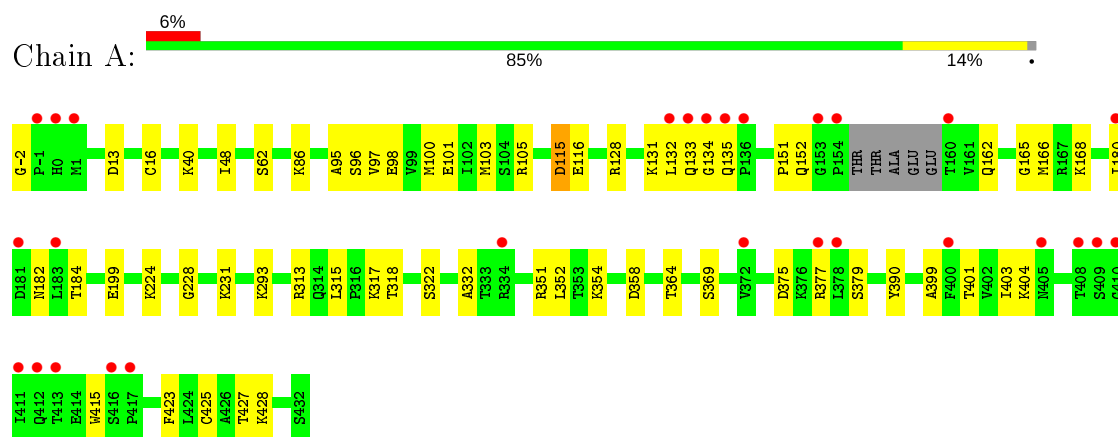 6%
Chain A:
85%
14%
•
G-2 P-1 H0 M1 D13 C16 K40 I48 S62 K86 A95 S96 V97 E98 V99 M100 E101 I102 M103 S104 R105 D115 E116 R128 K131 L132 Q133 G134 Q135 P136 P151 Q152 G153 P154 THR THR ALA GLU GLU T160 V161 Q162 G165 M166 R167 K168 I180
D181 N182 L183 T184 E199 K224 G228 K231 K293 R313 Q314 L315 P316 K317 T318 S322 A332 T333 R334 R351 L352 T353 K354 D358 T364 S369 V372 D375 K376 R377 L378 S379 Y390 A399 F400 T401 V402 I403 K404 N405 T408 S409
I411 Q412 T413 E414 W415 S416 P417 F423 L424 C425 A426 T427 K428 S432